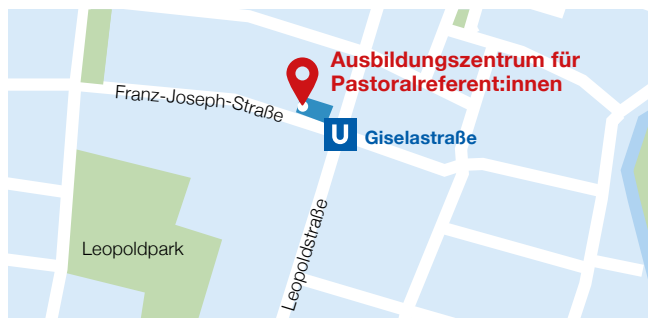 Ausbildungszentrum für
Pastoralreferent:innen
Franz-Joseph-Straße
U
Giselastraße
Leopoldpark
Leopoldstraße